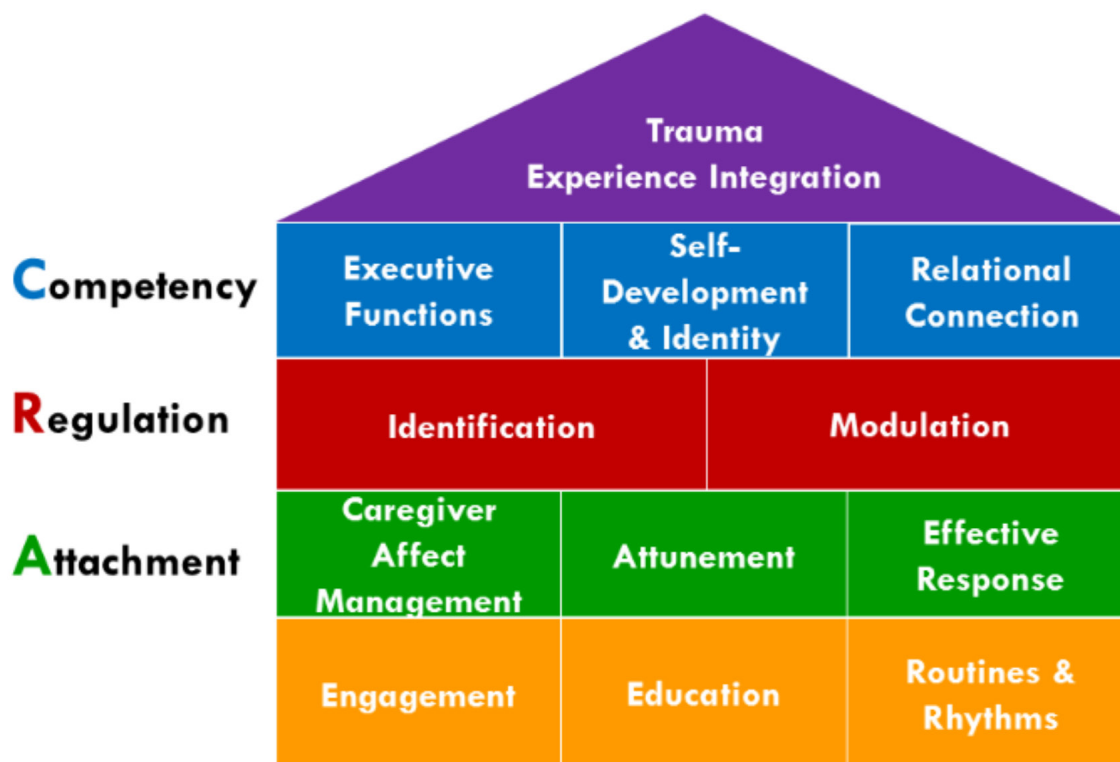 Trauma
Experience Integration
Competency
Executive
Functions
Self-
Development
& Identity
Relational
Connection
Regulation
Identification
Modulation
Attachment
Caregiver
Affect
Management
Attunement
Effective
Response
Engagement
Education
Routines &
Rhythms